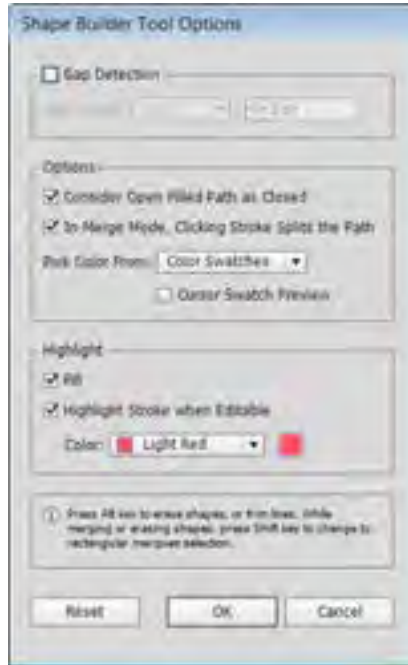 Shape Builder Tool Options
Gap Detection
Options
Consider Open Filled Path as Closed
In Merge Mode, Clicking Stroke Splits the Path
Pick Color From: Color Swatches
Cursor Swatch Preview
Highlight
Fill
Highlight Stroke when Editable
Color: Light Red
Press Alt key to erase shapes, or trim lines. While
merging or erasing shapes, press Shift key to change to
rectangular marquee selection.
Reset OK Cancel